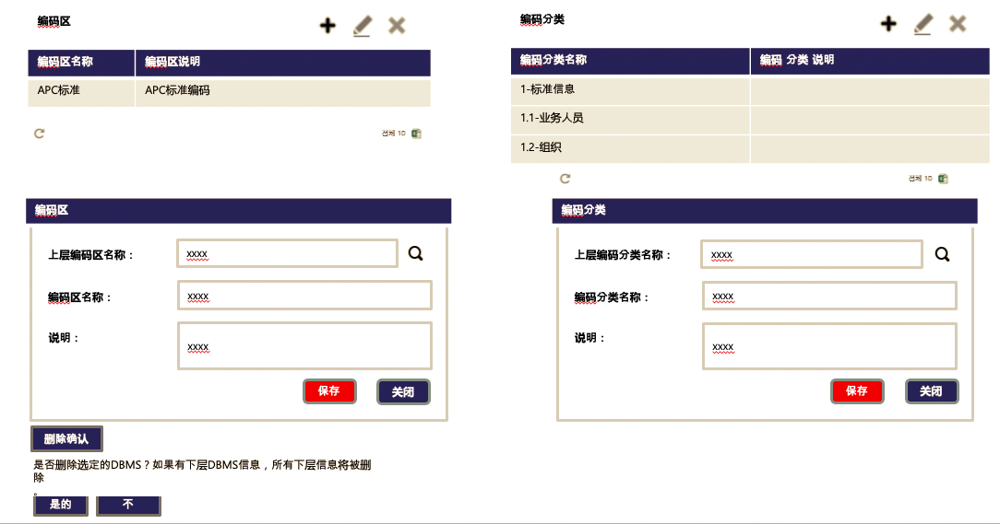 编码区
编码区名称 编码区说明
APC标准 APC标准编码
전체 10
编码分类
编码分类名称 编码 分类 说明
1-标准信息
1.1-业务人员
1.2-组织
전체 10
编码区
上层编码区名称： xxxx
编码区名称： xxxx
说明： xxxx
保存 关闭
编码分类
上层编码分类名称： xxxx
编码分类名称： xxxx
说明： xxxx
保存 关闭
删除确认
是否删除选定的DBMS？如果有下层DBMS信息，所有下层信息将被删
除
。
是的 不